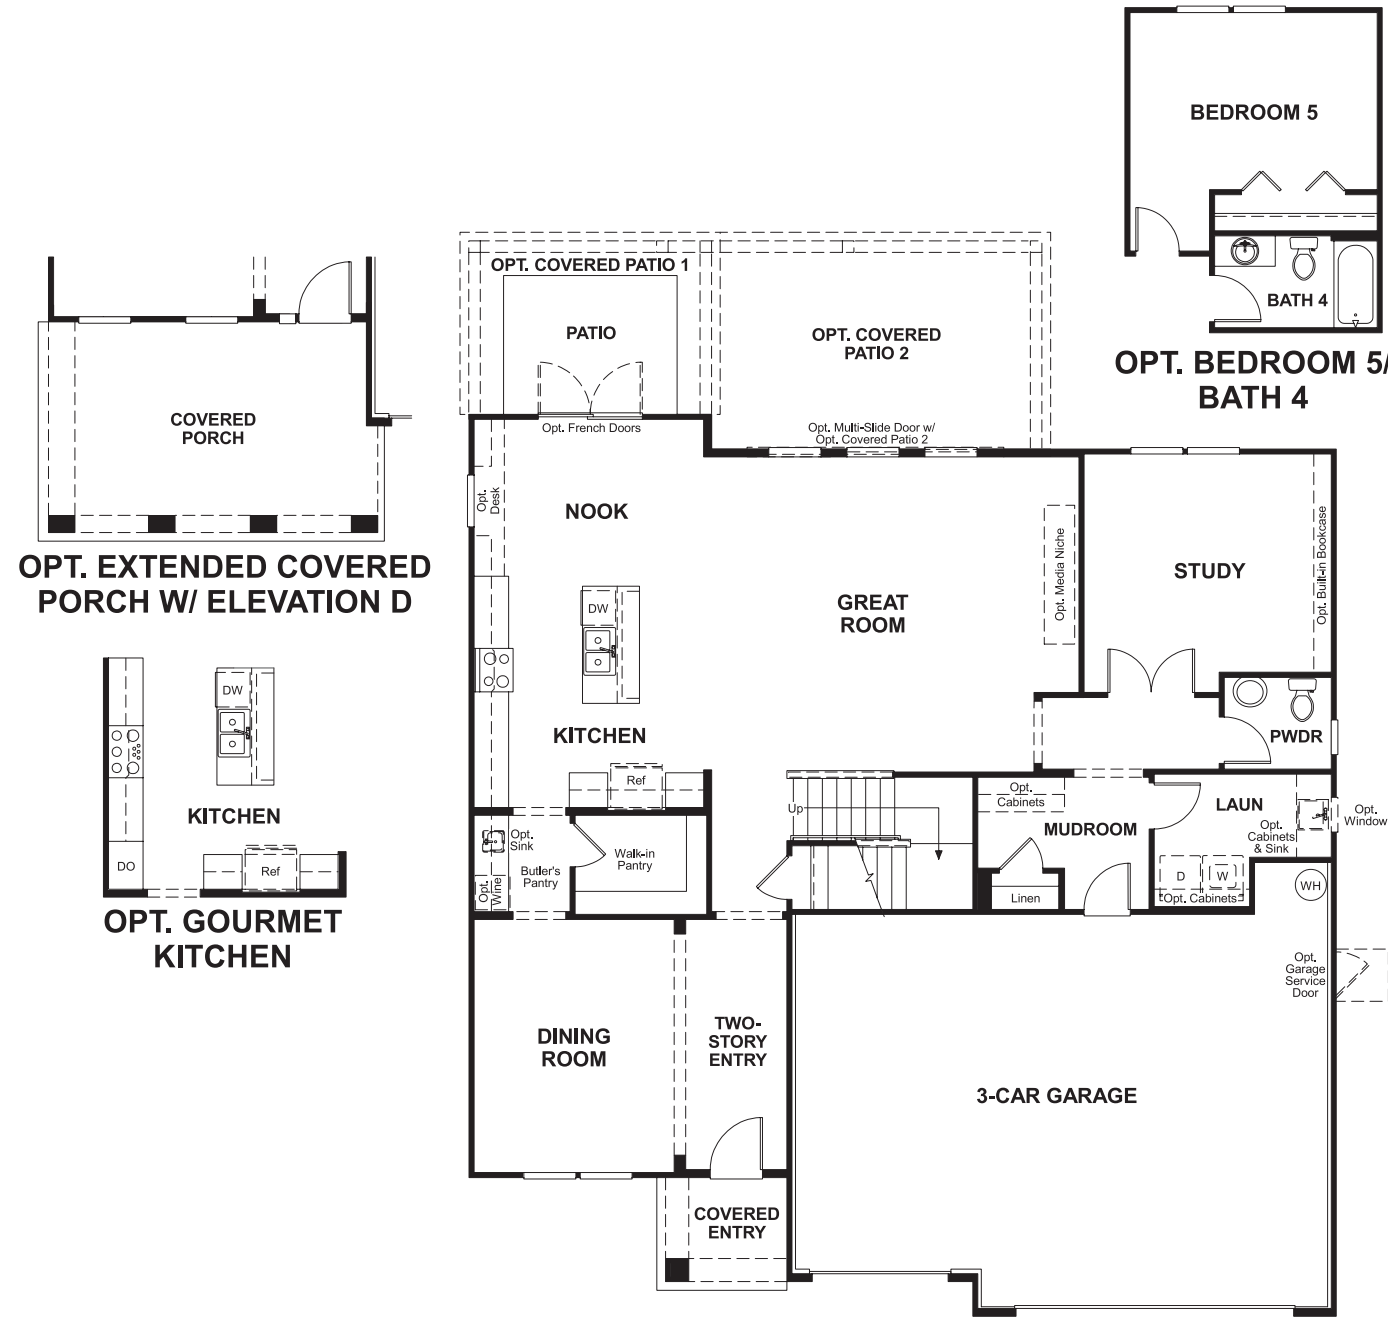 BEDROOM 5
BATH 4
OPT. BEDROOM 5/
BATH 4
OPT. COVERED PATIO 1
PATIO
OPT. COVERED
PATIO 2
Opt. French Doors
Opt. Multi-Slide Door w/
Opt. Covered Patio 2
COVERED
PORCH
OPT. EXTENDED COVERED
PORCH W/ ELEVATION D
Opt.
Desk
NOOK
DW
GREAT
ROOM
Opt. Media Niche
STUDY
Opt. Built-in Bookcase
KITCHEN
Ref
PWDR
DW
KITCHEN
DO
Ref
OPT. GOURMET
KITCHEN
Opt.
Sink
Butler's
Pantry
Opt.
Wine
Walk-in
Pantry
Up
Opt.
Cabinets
MUDROOM
Linen
LAUN
Opt.
Cabinets
& Sink
Opt.
Window
D
W
Opt. Cabinets
WH
Opt.
Garage
Service
Door
DINING
ROOM
TWO-
STORY
ENTRY
3-CAR GARAGE
COVERED
ENTRY